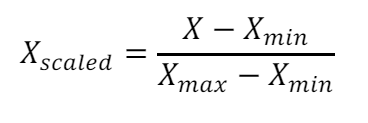 X_scaled = (X − X_min) / (X_max − X_min)